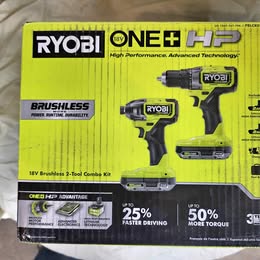 RYOBI 18V ONE+ HP
High Performance. Advanced Technology.
BRUSHLESS
POWER. RUNTIME. DURABILITY.
RYOBI
RYOBI
18V Brushless 2-Tool Combo Kit
ONE+ HP ADVANTAGE
UP TO
25%
FASTER DRIVING
UP TO
50%
MORE TORQUE